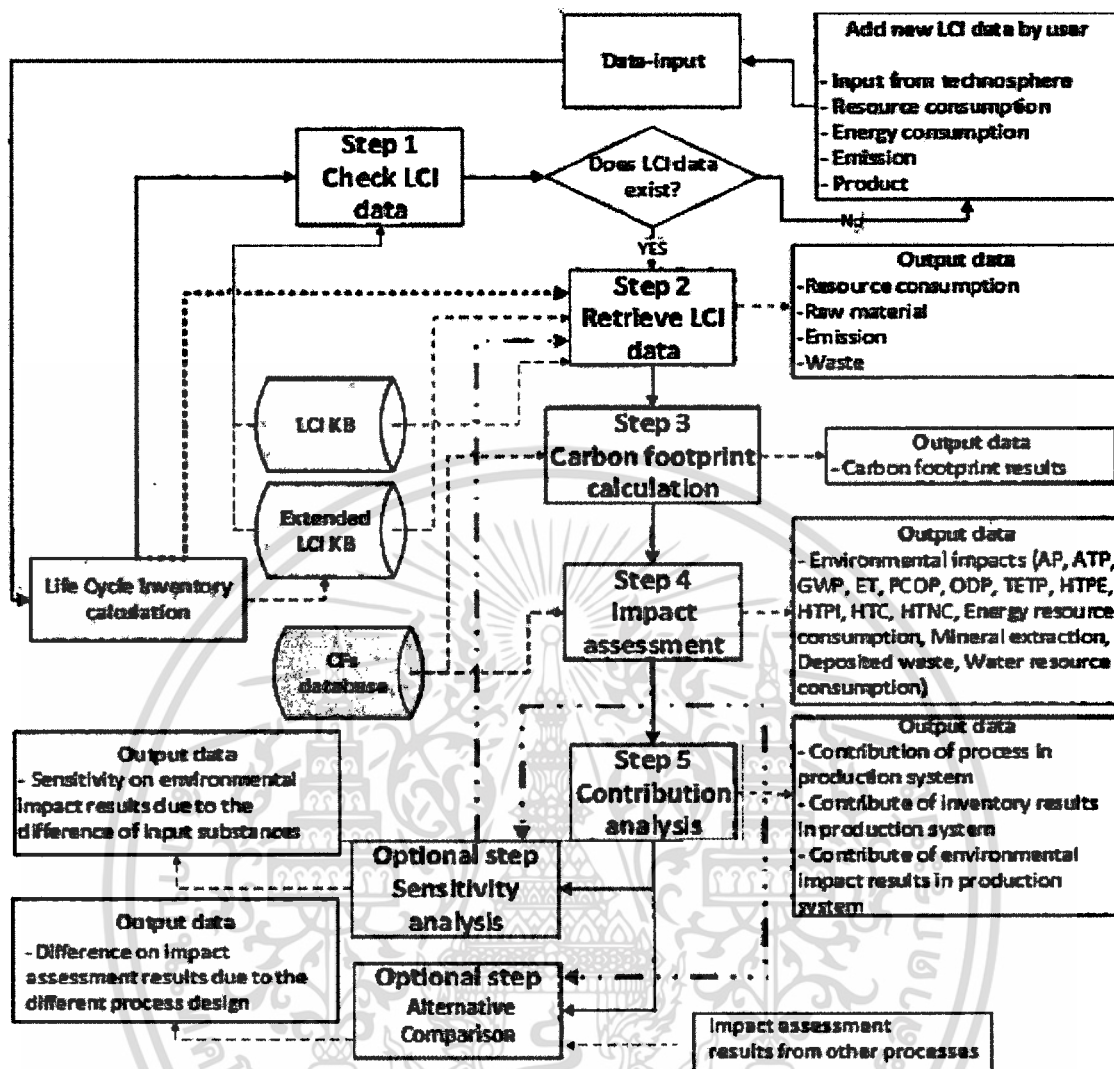 Data-input
Add new LCI data by user
- Input from technosphere
- Resource consumption
- Energy consumption
- Emission
- Product
Step 1
Check LCI
data
Does LCI data
exist?
No
YES
Step 2
Retrieve LCI
data
Output data
-Resource consumption
-Raw material
-Emission
-Waste
LCI KB
Step 3
Carbon footprint
calculation
Output data
- Carbon footprint results
Extended
LCI KB
Life Cycle Inventory
calculation
Step 4
Impact
assessment
Output data
- Environmental impacts (AP, ATP,
GWP, ET, PCOP, ODP, TETP, HTPE,
HTPI, HTC, HTNC, Energy resource
consumption, Mineral extraction,
Deposited waste, Water resource
consumption)
CFs
database
Step 5
Contribution
analysis
Output data
- Contribution of process in
production system
- Contribute of inventory results
in production system
- Contribute of environmental
impact results in production
system
Output data
- Sensitivity on environmental
impact results due to the
difference of input substances
Optional step
Sensitivity
analysis
Output data
- Difference on impact
assessment results due to the
different process design
Optional step
Alternative
Comparison
Impact assessment
results from other processes